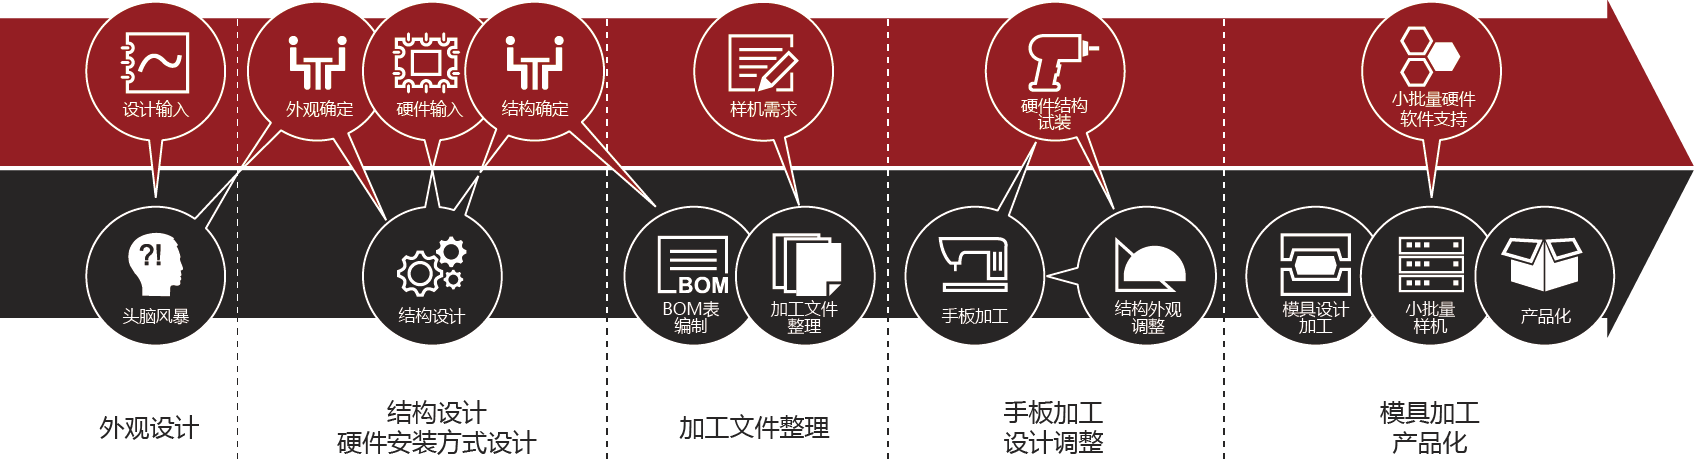 设计输入
外观确定
硬件输入
结构确定
样机需求
硬件结构
试装
小批量硬件
软件支持
?!
头脑风暴
结构设计
BOM
BOM表
编制
加工文件
整理
手板加工
结构外观
调整
模具设计
加工
小批量
样机
产品化
外观设计
结构设计
硬件安装方式设计
加工文件整理
手板加工
设计调整
模具加工
产品化